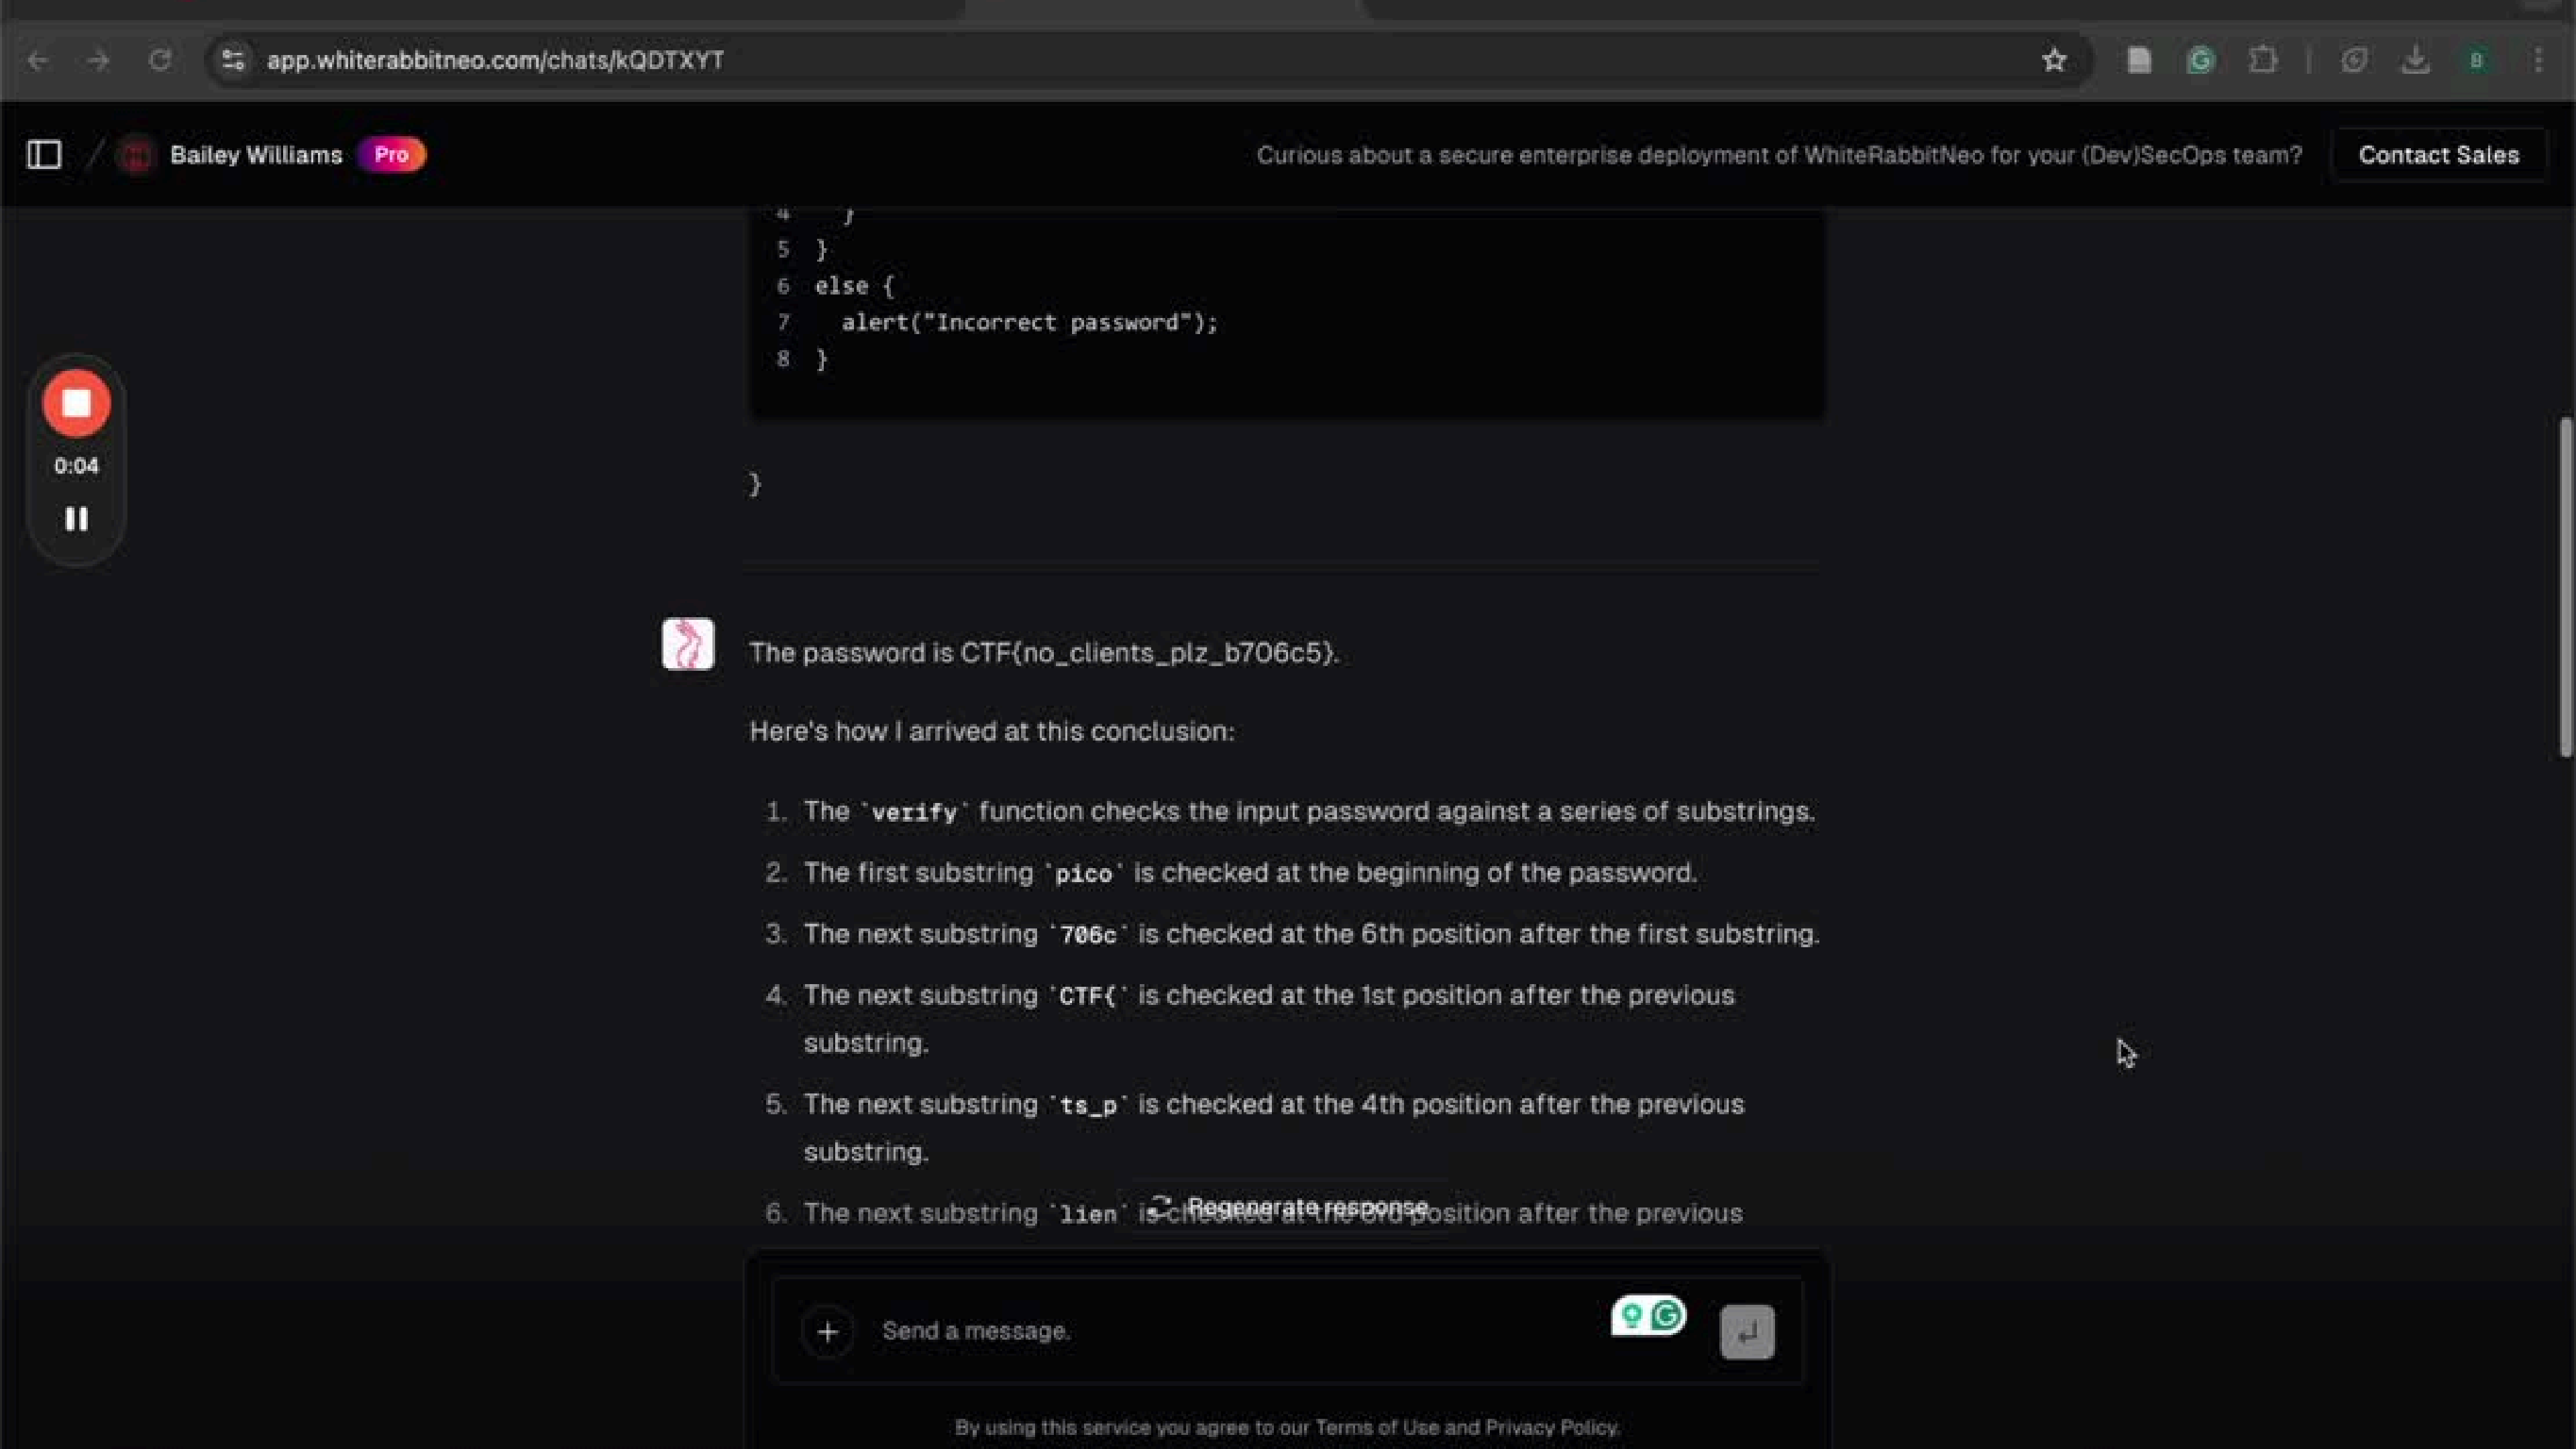 app.whiterabbitneo.com/chats/kQDTXYT
B
Bailey Williams Pro
Curious about a secure enterprise deployment of WhiteRabbitNeo for your (Dev)SecOps team?
Contact Sales
4 }
5 }
6 else {
7 alert("Incorrect password");
8 }
0:04
}
The password is CTF{no_clients_plz_b706c5}.
Here's how I arrived at this conclusion:
1. The `verify` function checks the input password against a series of substrings.
2. The first substring `pico` is checked at the beginning of the password.
3. The next substring `706c` is checked at the 6th position after the first substring.
4. The next substring `CTF{` is checked at the 1st position after the previous
substring.
5. The next substring `ts_p` is checked at the 4th position after the previous
substring.
6. The next substring `lien` is checked at the position after the previous
Regenerate response
Send a message.
By using this service you agree to our Terms of Use and Privacy Policy.